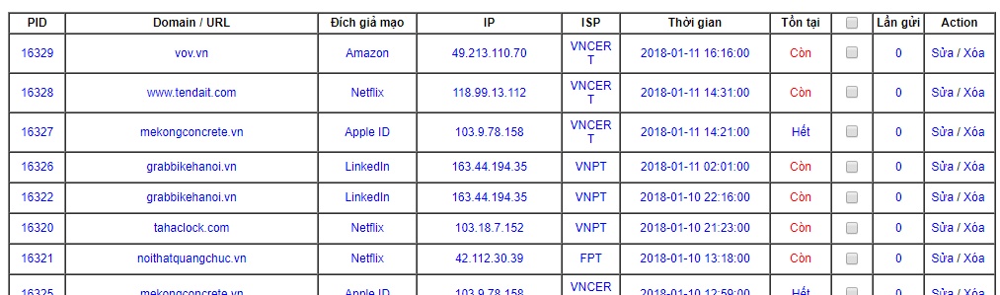 PID Domain / URL Đích giả mạo IP ISP Thời gian Tồn tại Lần gửi Action
16329 vov.vn Amazon 49.213.110.70 VNCERT 2018-01-11 16:16:00 Còn 0 Sửa / Xóa
16328 www.tendait.com Netflix 118.99.13.112 VNCERT 2018-01-11 14:31:00 Còn 0 Sửa / Xóa
16327 mekongconcrete.vn Apple ID 103.9.78.158 VNCERT 2018-01-11 14:21:00 Hết 0 Sửa / Xóa
16326 grabbikehanoi.vn LinkedIn 163.44.194.35 VNPT 2018-01-11 02:01:00 Còn 0 Sửa / Xóa
16322 grabbikehanoi.vn LinkedIn 163.44.194.35 VNPT 2018-01-10 22:16:00 Còn 0 Sửa / Xóa
16320 tahaclock.com Netflix 103.18.7.152 VNPT 2018-01-10 21:23:00 Còn 0 Sửa / Xóa
16321 noithatquangchuc.vn Netflix 42.112.30.39 FPT 2018-01-10 13:18:00 Còn 0 Sửa / Xóa
16325 mekongconcrete.vn Apple ID 103.9.78.158 VNCER 2018-01-10 12:59:00 Hết 0 Sửa / Xóa